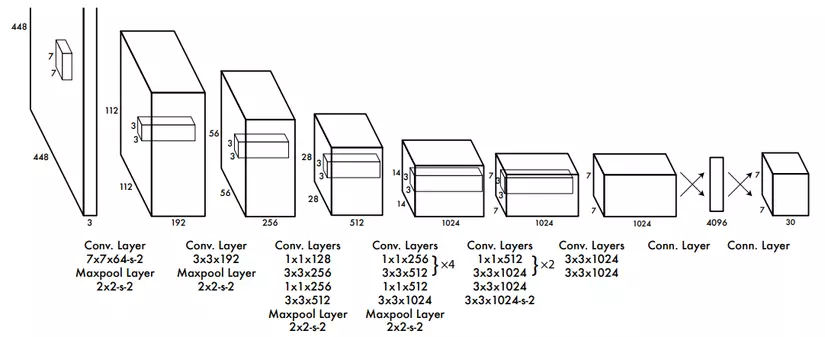 448
7
7
448
3
112
3
3
112
192
56
3
3
56
256
28
3
3
28
512
14
3
3
14
1024
7
3
3
7
1024
7
7
1024
4096
7
7
30
Conv. Layer
7x7x64-s-2
Maxpool Layer
2x2-s-2
Conv. Layer
3x3x192
Maxpool Layer
2x2-s-2
Conv. Layers
1x1x128
3x3x256
1x1x256
3x3x512
Maxpool Layer
2x2-s-2
Conv. Layers
1x1x256
3x3x512
}×4
1x1x512
3x3x1024
Maxpool Layer
2x2-s-2
Conv. Layers
1x1x512
3x3x1024
}×2
3x3x1024
3x3x1024-s-2
Conv. Layers
3x3x1024
3x3x1024
Conn. Layer
Conn. Layer